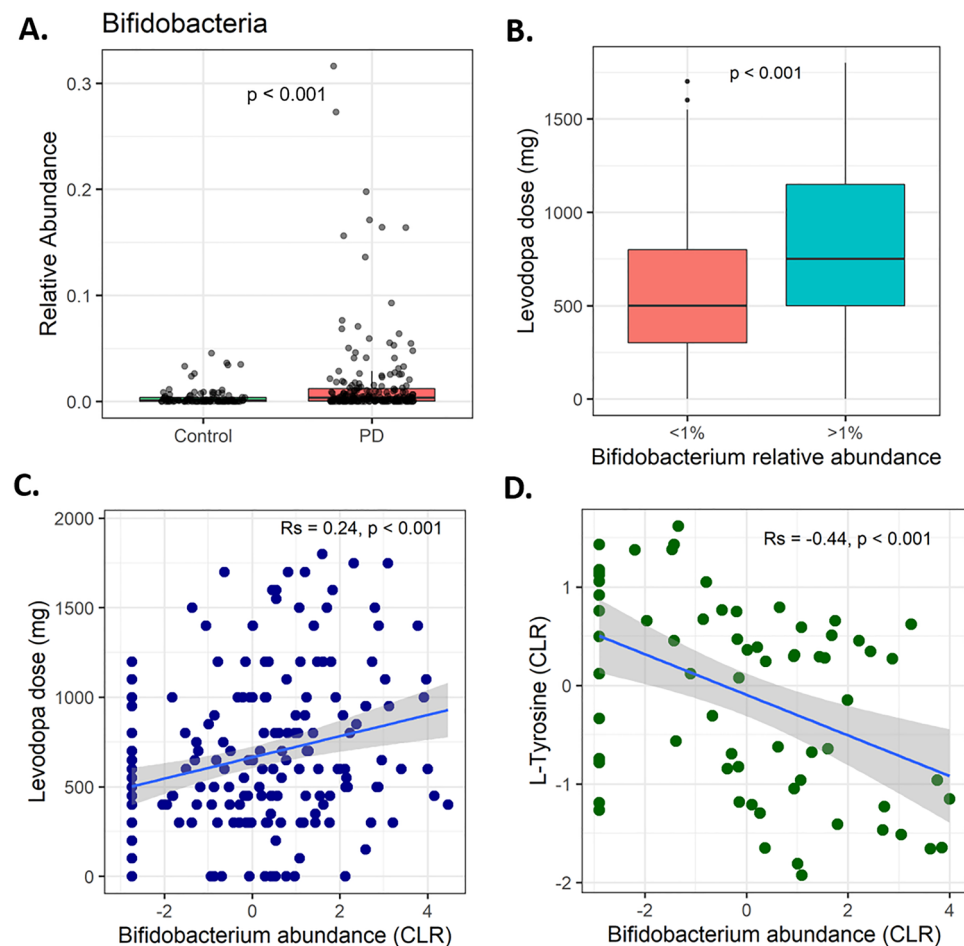 A.
Bifidobacteria
p < 0.001
Relative Abundance
0.3
0.2
0.1
0.0
Control
PD
B.
p < 0.001
Levodopa dose (mg)
1500
1000
500
0
<1%
>1%
Bifidobacterium relative abundance
C.
Rs = 0.24, p < 0.001
Levodopa dose (mg)
2000
1500
1000
500
0
-2
0
2
4
Bifidobacterium abundance (CLR)
D.
Rs = -0.44, p < 0.001
L-Tyrosine (CLR)
1
0
-1
-2
-2
0
2
4
Bifidobacterium abundance (CLR)